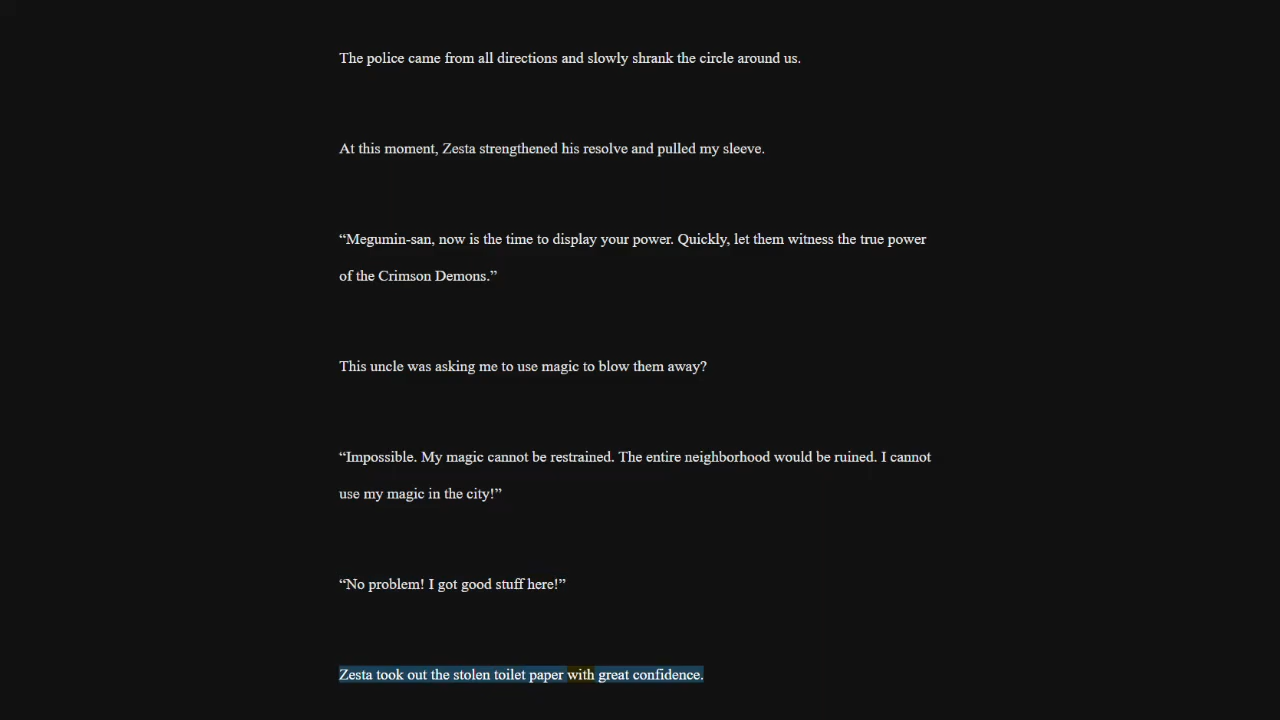 The police came from all directions and slowly shrank the circle around us.
At this moment, Zesta strengthened his resolve and pulled my sleeve.
“Megumin-san, now is the time to display your power. Quickly, let them witness the true power
of the Crimson Demons.”
This uncle was asking me to use magic to blow them away?
“Impossible. My magic cannot be restrained. The entire neighborhood would be ruined. I cannot
use my magic in the city!”
“No problem! I got good stuff here!”
Zesta took out the stolen toilet paper with great confidence.